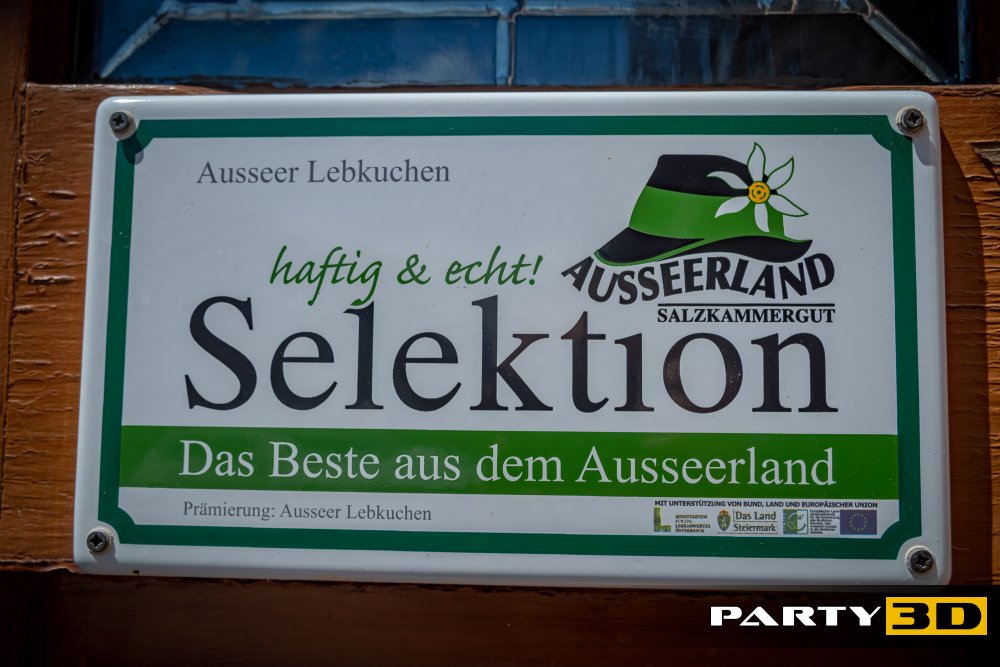 Ausseer Lebkuchen
haftig & echt!
AUSSEERLAND
SALZKAMMERGUT
Selektıon
Das Beste aus dem Ausseerland
Prämierung: Ausseer Lebkuchen
MIT UNTERSTÜTZUNG VON BUND, LAND UND EUROPÄISCHER UNION
Das Land
Steiermark
PARTY3D